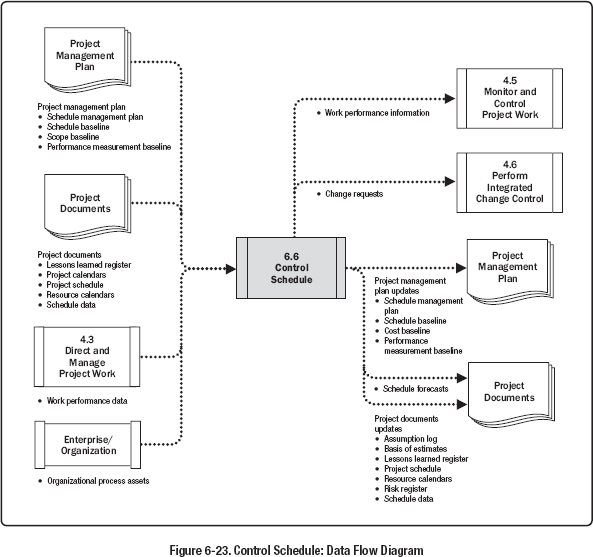 Project
Management
Plan
Project management plan
• Schedule management plan
• Schedule baseline
• Scope baseline
• Performance measurement baseline
Project
Documents
Project documents
• Lessons learned register
• Project calendars
• Project schedule
• Resource calendars
• Schedule data
4.3
Direct and
Manage
Project Work
• Work performance data
Enterprise/
Organization
• Organizational process assets
6.6
Control
Schedule
4.5
Monitor and
Control
Project Work
• Work performance information
4.6
Perform
Integrated
Change Control
• Change requests
Project
Management
Plan
Project management
plan updates
• Schedule management
plan
• Schedule baseline
• Cost baseline
• Performance
measurement baseline
• Schedule forecasts
Project
Documents
Project documents
updates
• Assumption log
• Basis of estimates
• Lessons learned register
• Project schedule
• Resource calendars
• Risk register
• Schedule data
Figure 6-23. Control Schedule: Data Flow Diagram